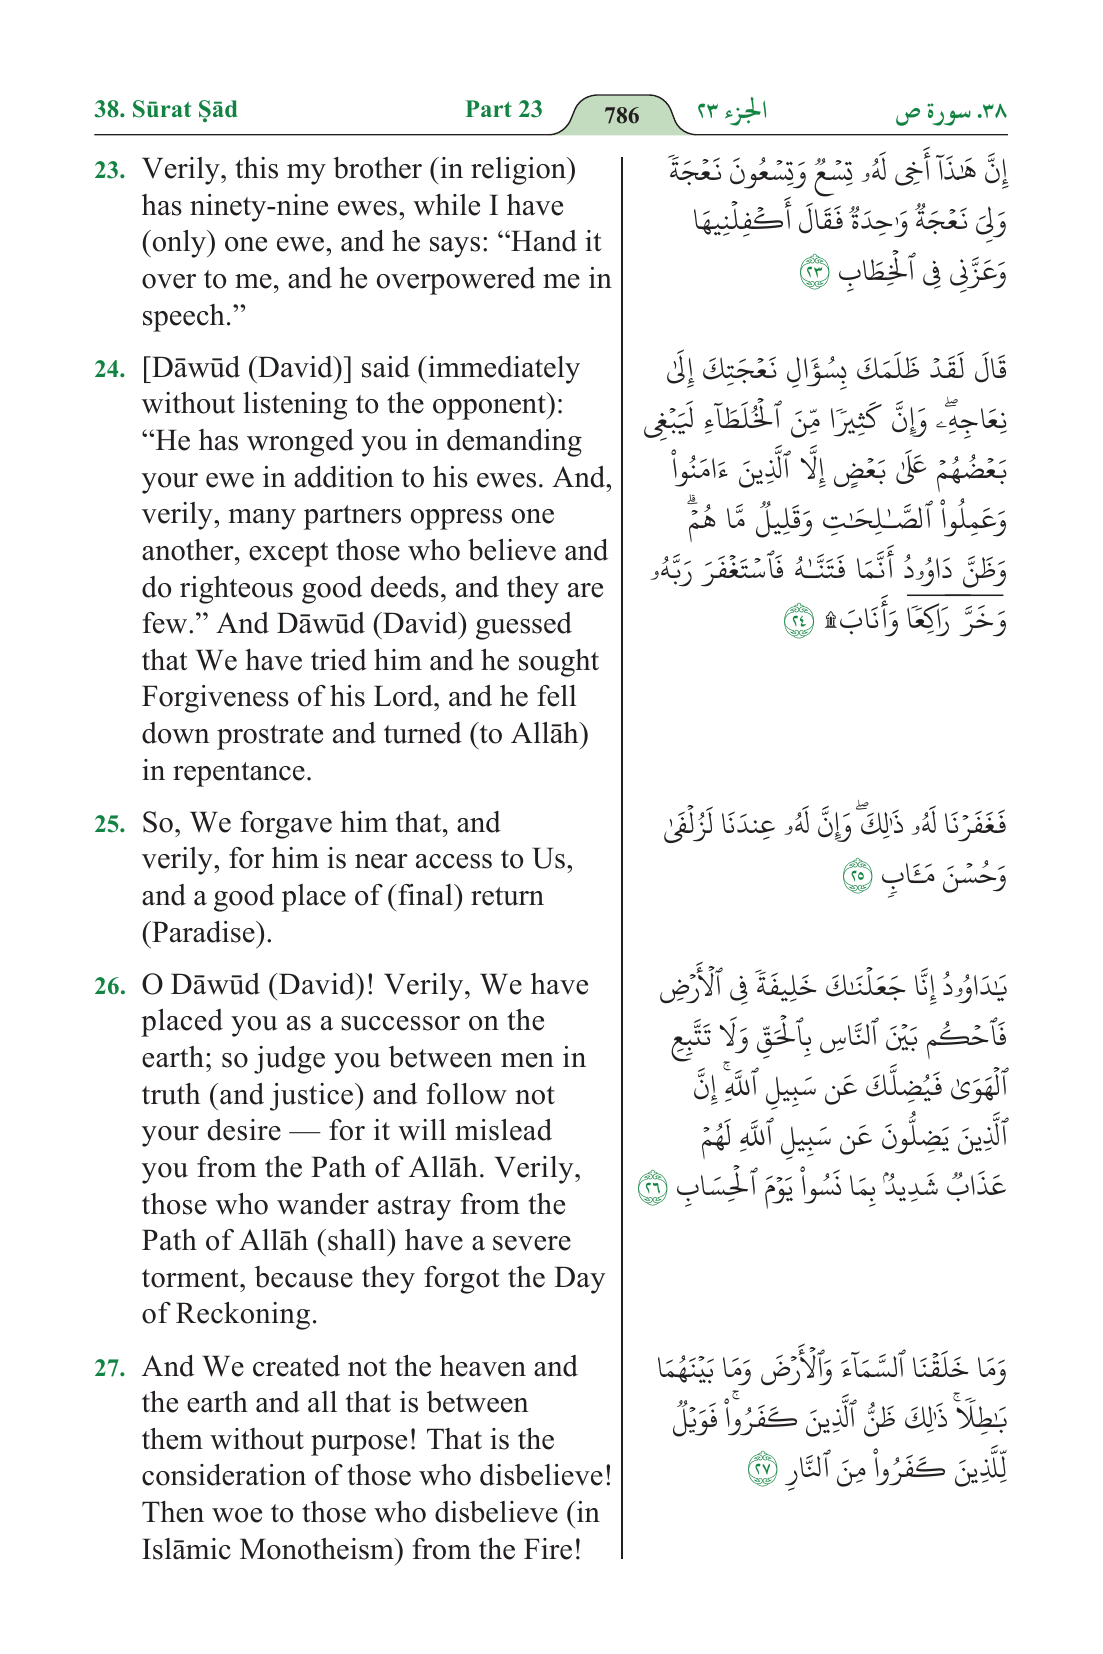 38. Sūrat Ṣād
Part 23
786
الجزء ٢٣
٣٨. سورة ص
23. Verily, this my brother (in religion)
has ninety-nine ewes, while I have
(only) one ewe, and he says: “Hand it
over to me, and he overpowered me in
speech.”
24. [Dāwūd (David)] said (immediately
without listening to the opponent):
“He has wronged you in demanding
your ewe in addition to his ewes. And,
verily, many partners oppress one
another, except those who believe and
do righteous good deeds, and they are
few.” And Dāwūd (David) guessed
that We have tried him and he sought
Forgiveness of his Lord, and he fell
down prostrate and turned (to Allāh)
in repentance.
25. So, We forgave him that, and
verily, for him is near access to Us,
and a good place of (final) return
(Paradise).
26. O Dāwūd (David)! Verily, We have
placed you as a successor on the
earth; so judge you between men in
truth (and justice) and follow not
your desire — for it will mislead
you from the Path of Allāh. Verily,
those who wander astray from the
Path of Allāh (shall) have a severe
torment, because they forgot the Day
of Reckoning.
27. And We created not the heaven and
the earth and all that is between
them without purpose! That is the
consideration of those who disbelieve!
Then woe to those who disbelieve (in
Islāmic Monotheism) from the Fire!
إِنَّ هَـٰذَآ أَخِى لَهُۥ تِسْعٌ وَتِسْعُونَ نَعْجَةً
وَلِىَ نَعْجَةٌ وَٰحِدَةٌ فَقَالَ أَكْفِلْنِيهَا
وَعَزَّنِى فِى ٱلْخِطَابِ ٢٣
قَالَ لَقَدْ ظَلَمَكَ بِسُؤَالِ نَعْجَتِكَ إِلَىٰ
نِعَاجِهِۦ ۖ وَإِنَّ كَثِيرًا مِّنَ ٱلْخُلَطَآءِ لَيَبْغِى
بَعْضُهُمْ عَلَىٰ بَعْضٍ إِلَّا ٱلَّذِينَ ءَامَنُوا۟
وَعَمِلُوا۟ ٱلصَّـٰلِحَـٰتِ وَقَلِيلٌ مَّا هُمْ ۗ
وَظَنَّ دَاوُۥدُ أَنَّمَا فَتَنَّـٰهُ فَٱسْتَغْفَرَ رَبَّهُۥ
وَخَرَّ رَاكِعًا وَأَنَابَ ۩ ٢٤
فَغَفَرْنَا لَهُۥ ذَٰلِكَ ۖ وَإِنَّ لَهُۥ عِندَنَا لَزُلْفَىٰ
وَحُسْنَ مَـَٔابٍ ٢٥
يَـٰدَاوُۥدُ إِنَّا جَعَلْنَـٰكَ خَلِيفَةً فِى ٱلْأَرْضِ
فَٱحْكُم بَيْنَ ٱلنَّاسِ بِٱلْحَقِّ وَلَا تَتَّبِعِ
ٱلْهَوَىٰ فَيُضِلَّكَ عَن سَبِيلِ ٱللَّهِ ۚ إِنَّ
ٱلَّذِينَ يَضِلُّونَ عَن سَبِيلِ ٱللَّهِ لَهُمْ
عَذَابٌ شَدِيدٌۢ بِمَا نَسُوا۟ يَوْمَ ٱلْحِسَابِ ٢٦
وَمَا خَلَقْنَا ٱلسَّمَآءَ وَٱلْأَرْضَ وَمَا بَيْنَهُمَا
بَـٰطِلًا ۚ ذَٰلِكَ ظَنُّ ٱلَّذِينَ كَفَرُوا۟ ۚ فَوَيْلٌ
لِّلَّذِينَ كَفَرُوا۟ مِنَ ٱلنَّارِ ٢٧